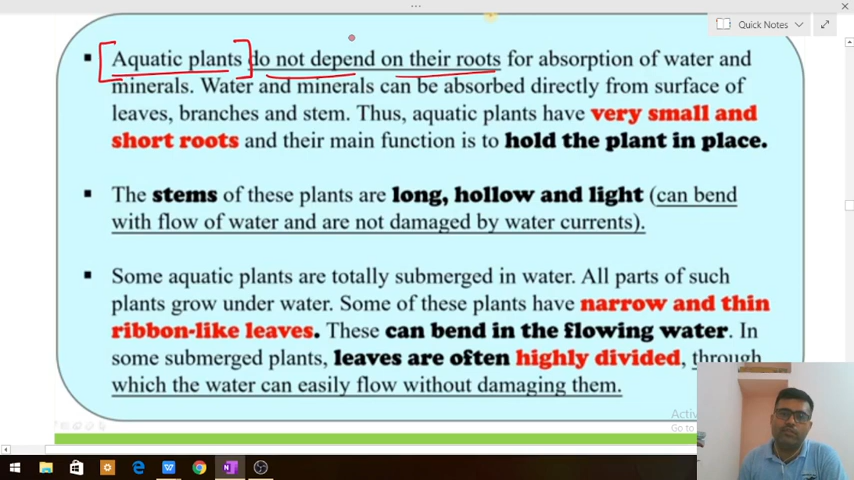 Quick Notes
Aquatic plants do not depend on their roots for absorption of water and
minerals. Water and minerals can be absorbed directly from surface of
leaves, branches and stem. Thus, aquatic plants have very small and
short roots and their main function is to hold the plant in place.
The stems of these plants are long, hollow and light (can bend
with flow of water and are not damaged by water currents).
Some aquatic plants are totally submerged in water. All parts of such
plants grow under water. Some of these plants have narrow and thin
ribbon-like leaves. These can bend in the flowing water. In
some submerged plants, leaves are often highly divided, through
which the water can easily flow without damaging them.
Activ
Go to